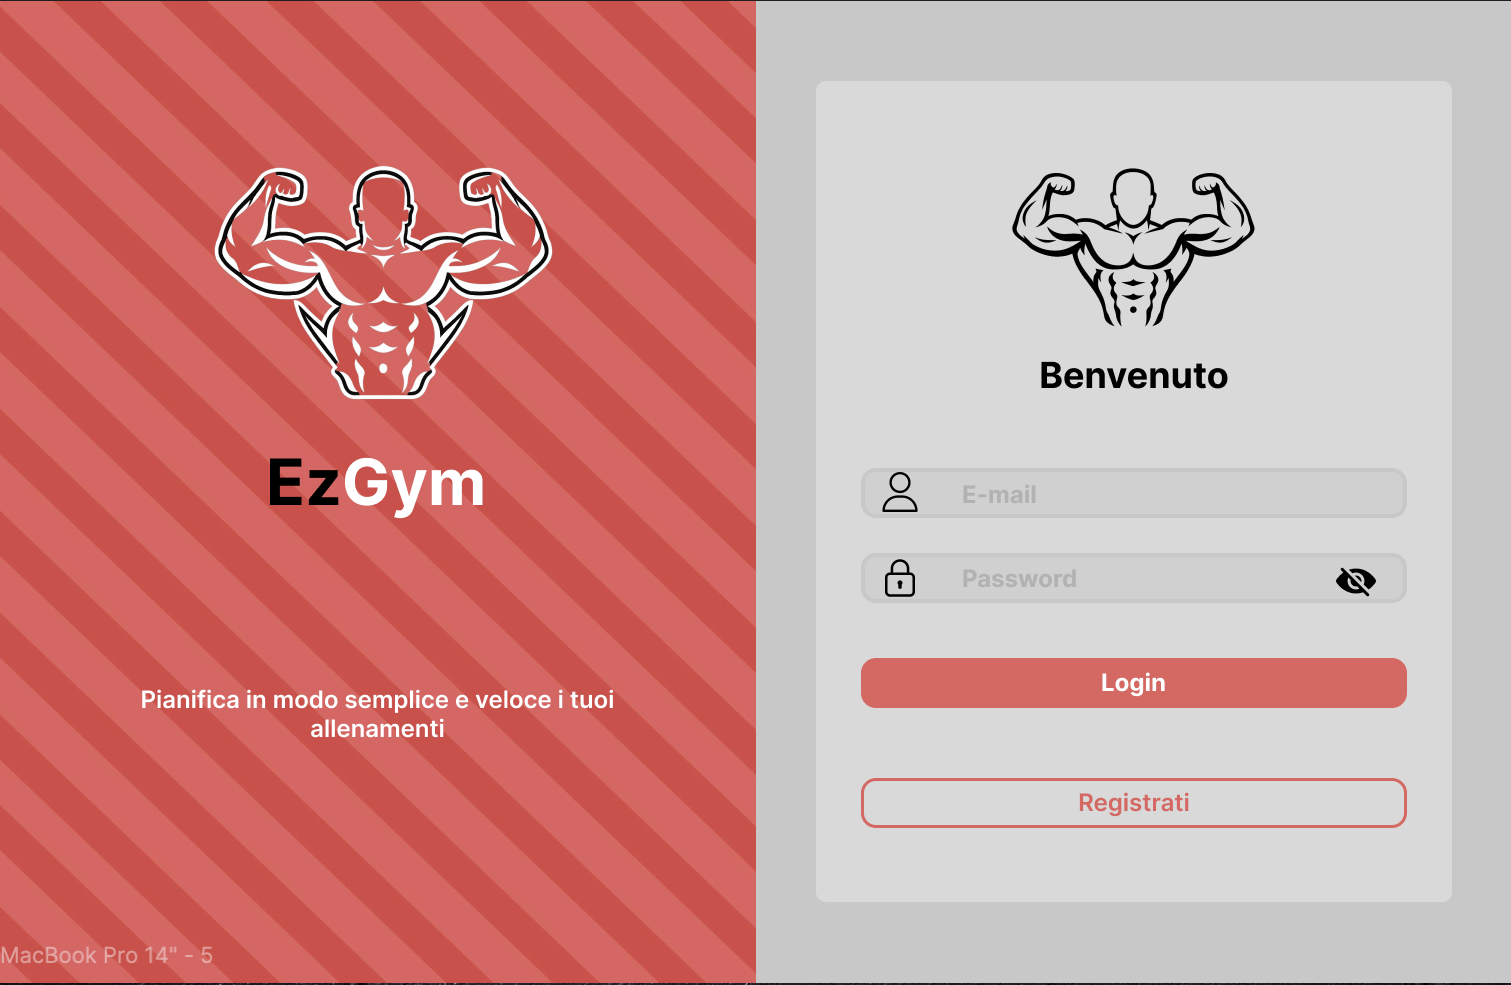 EzGym
Pianifica in modo semplice e veloce i tuoi
allenamenti
MacBook Pro 14" - 5
Benvenuto
E-mail
Password
Login
Registrati